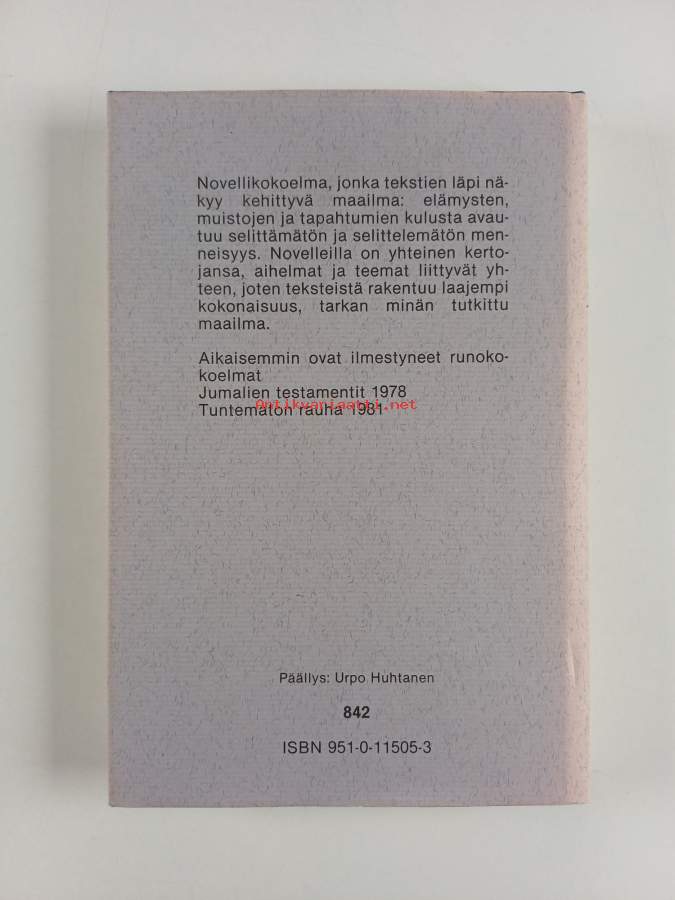 Novellikokoelma, jonka tekstien läpi nä-
kyy kehittyvä maailma: elämysten,
muistojen ja tapahtumien kulusta avau-
tuu selittämätön ja selittelemätön men-
neisyys. Novelleilla on yhteinen kerto-
jansa, aihelmat ja teemat liittyvät yh-
teen, joten teksteistä rakentuu laajempi
kokonaisuus, tarkan minän tutkittu
maailma.
Aikaisemmin ovat ilmestyneet runoko-
koelmat
Jumalien testamentit 1978
Antikvariaatti.net
Tuntematon rauha 1981
Päällys: Urpo Huhtanen
842
ISBN 951-0-11505-3